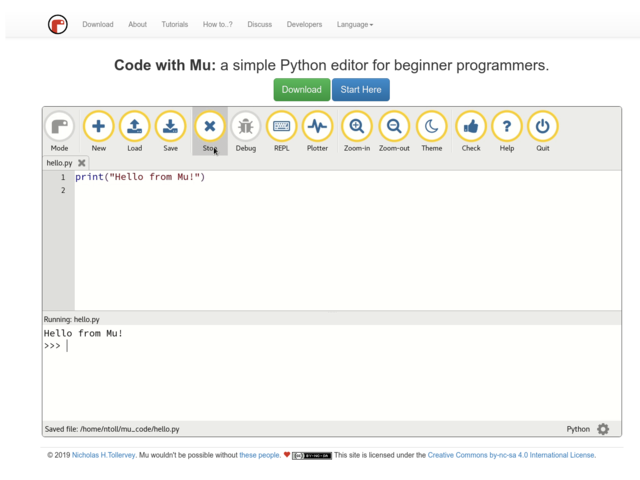 Download About Tutorials How to..? Discuss Developers Language
Code with Mu: a simple Python editor for beginner programmers.
Download Start Here
Mode New Load Save Stop Debug REPL Plotter Zoom-in Zoom-out Theme Check Help Quit
hello.py
1 print("Hello from Mu!")
2
Running: hello.py
Hello from Mu!
>>>
Saved file: /home/ntoll/mu_code/hello.py Python
© 2019 Nicholas H.Tollervey. Mu wouldn't be possible without these people. BY-NC-SA This site is licensed under the Creative Commons by-nc-sa 4.0 International License.